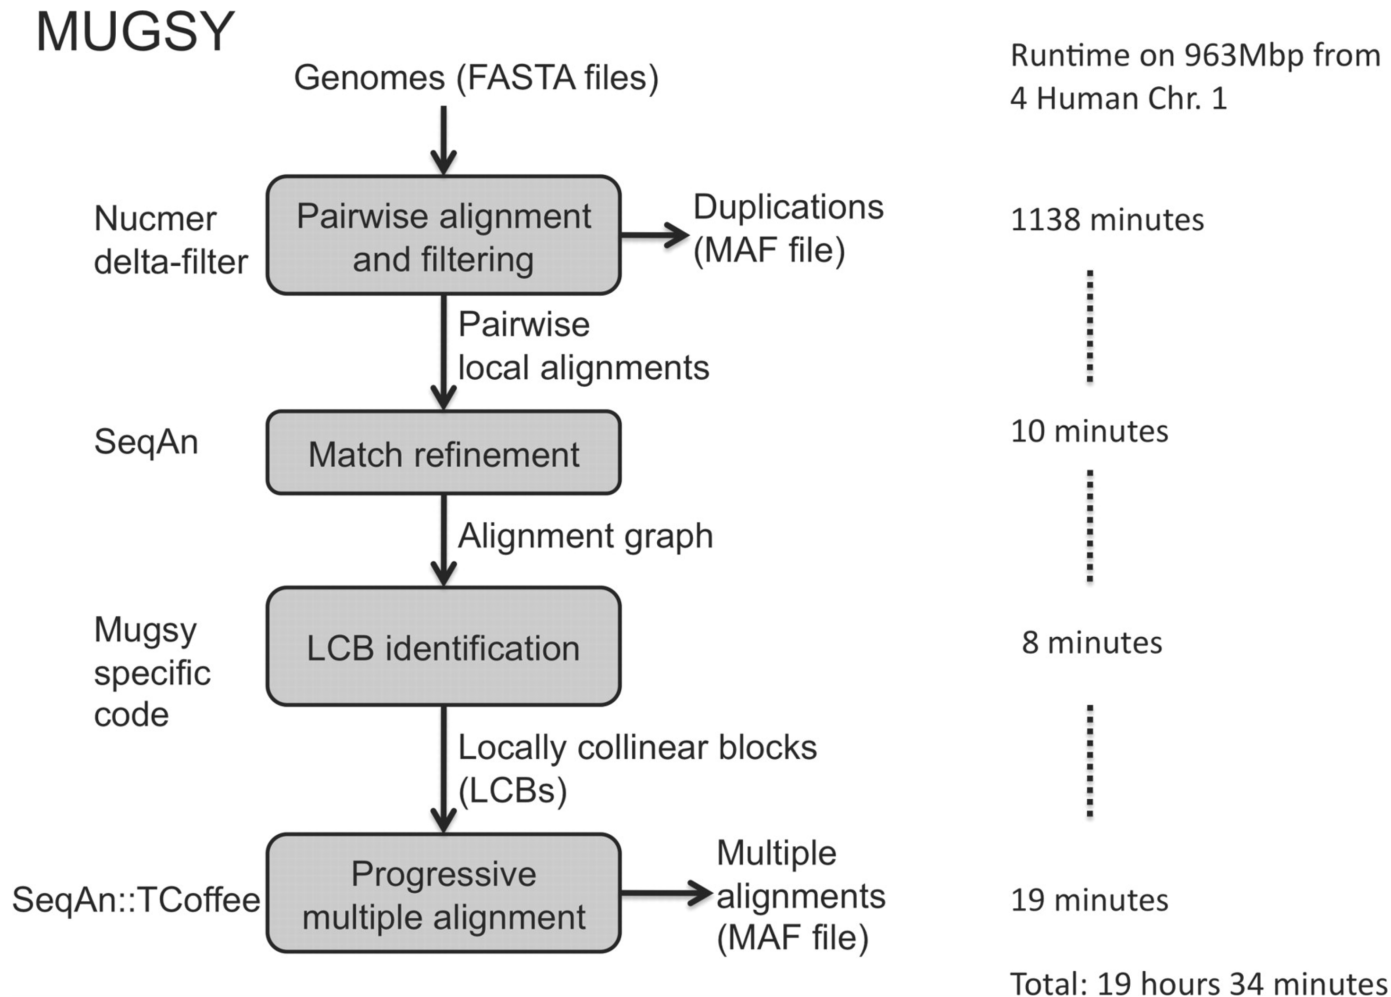 MUGSY
Genomes (FASTA files)
Runtime on 963Mbp from
4 Human Chr. 1
Nucmer
delta-filter
Pairwise alignment
and filtering
Duplications
(MAF file)
1138 minutes
Pairwise
local alignments
SeqAn
Match refinement
10 minutes
Alignment graph
Mugsy
specific
code
LCB identification
8 minutes
Locally collinear blocks
(LCBs)
SeqAn::TCoffee
Progressive
multiple alignment
Multiple
alignments
(MAF file)
19 minutes
Total: 19 hours 34 minutes